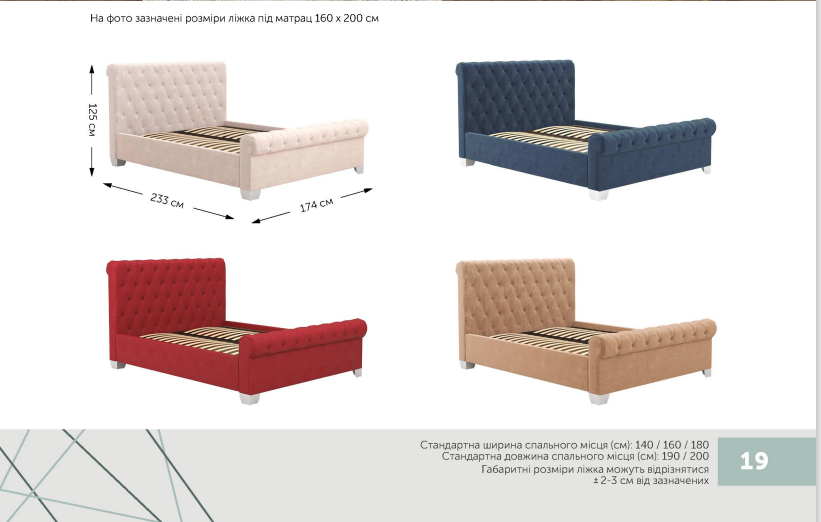 На фото зазначені розміри ліжка під матрац 160 х 200 см
125 см
233 см
174 см
Стандартна ширина спального місця (см): 140 / 160 / 180
Стандартна довжина спального місця (см): 190 / 200
Габаритні розміри ліжка можуть відрізнятися
± 2-3 см від зазначених
19